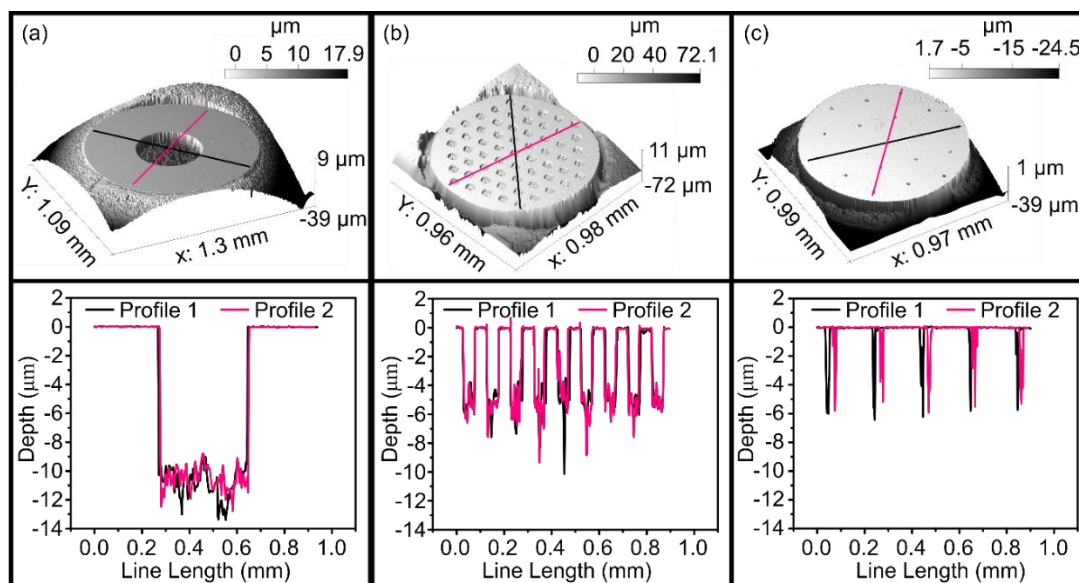 (a)
µm
0 5 10 17.9
9 µm
-39 µm
Y: 1.09 mm
x: 1.3 mm
(b)
µm
0 20 40 72.1
11 µm
-72 µm
Y: 0.96 mm
x: 0.98 mm
(c)
µm
1.7 -5 -15 -24.5
1 µm
-39 µm
Y: 0.99 mm
x: 0.97 mm
2
0
-2
-4
-6
-8
-10
-12
-14
Depth (µm)
Profile 1 Profile 2
0.0 0.2 0.4 0.6 0.8 1.0
Line Length (mm)
2
0
-2
-4
-6
-8
-10
-12
-14
Depth (µm)
Profile 1 Profile 2
0.0 0.2 0.4 0.6 0.8 1.0
Line Length (mm)
2
0
-2
-4
-6
-8
-10
-12
-14
Depth (µm)
Profile 1 Profile 2
0.0 0.2 0.4 0.6 0.8 1.0
Line Length (mm)